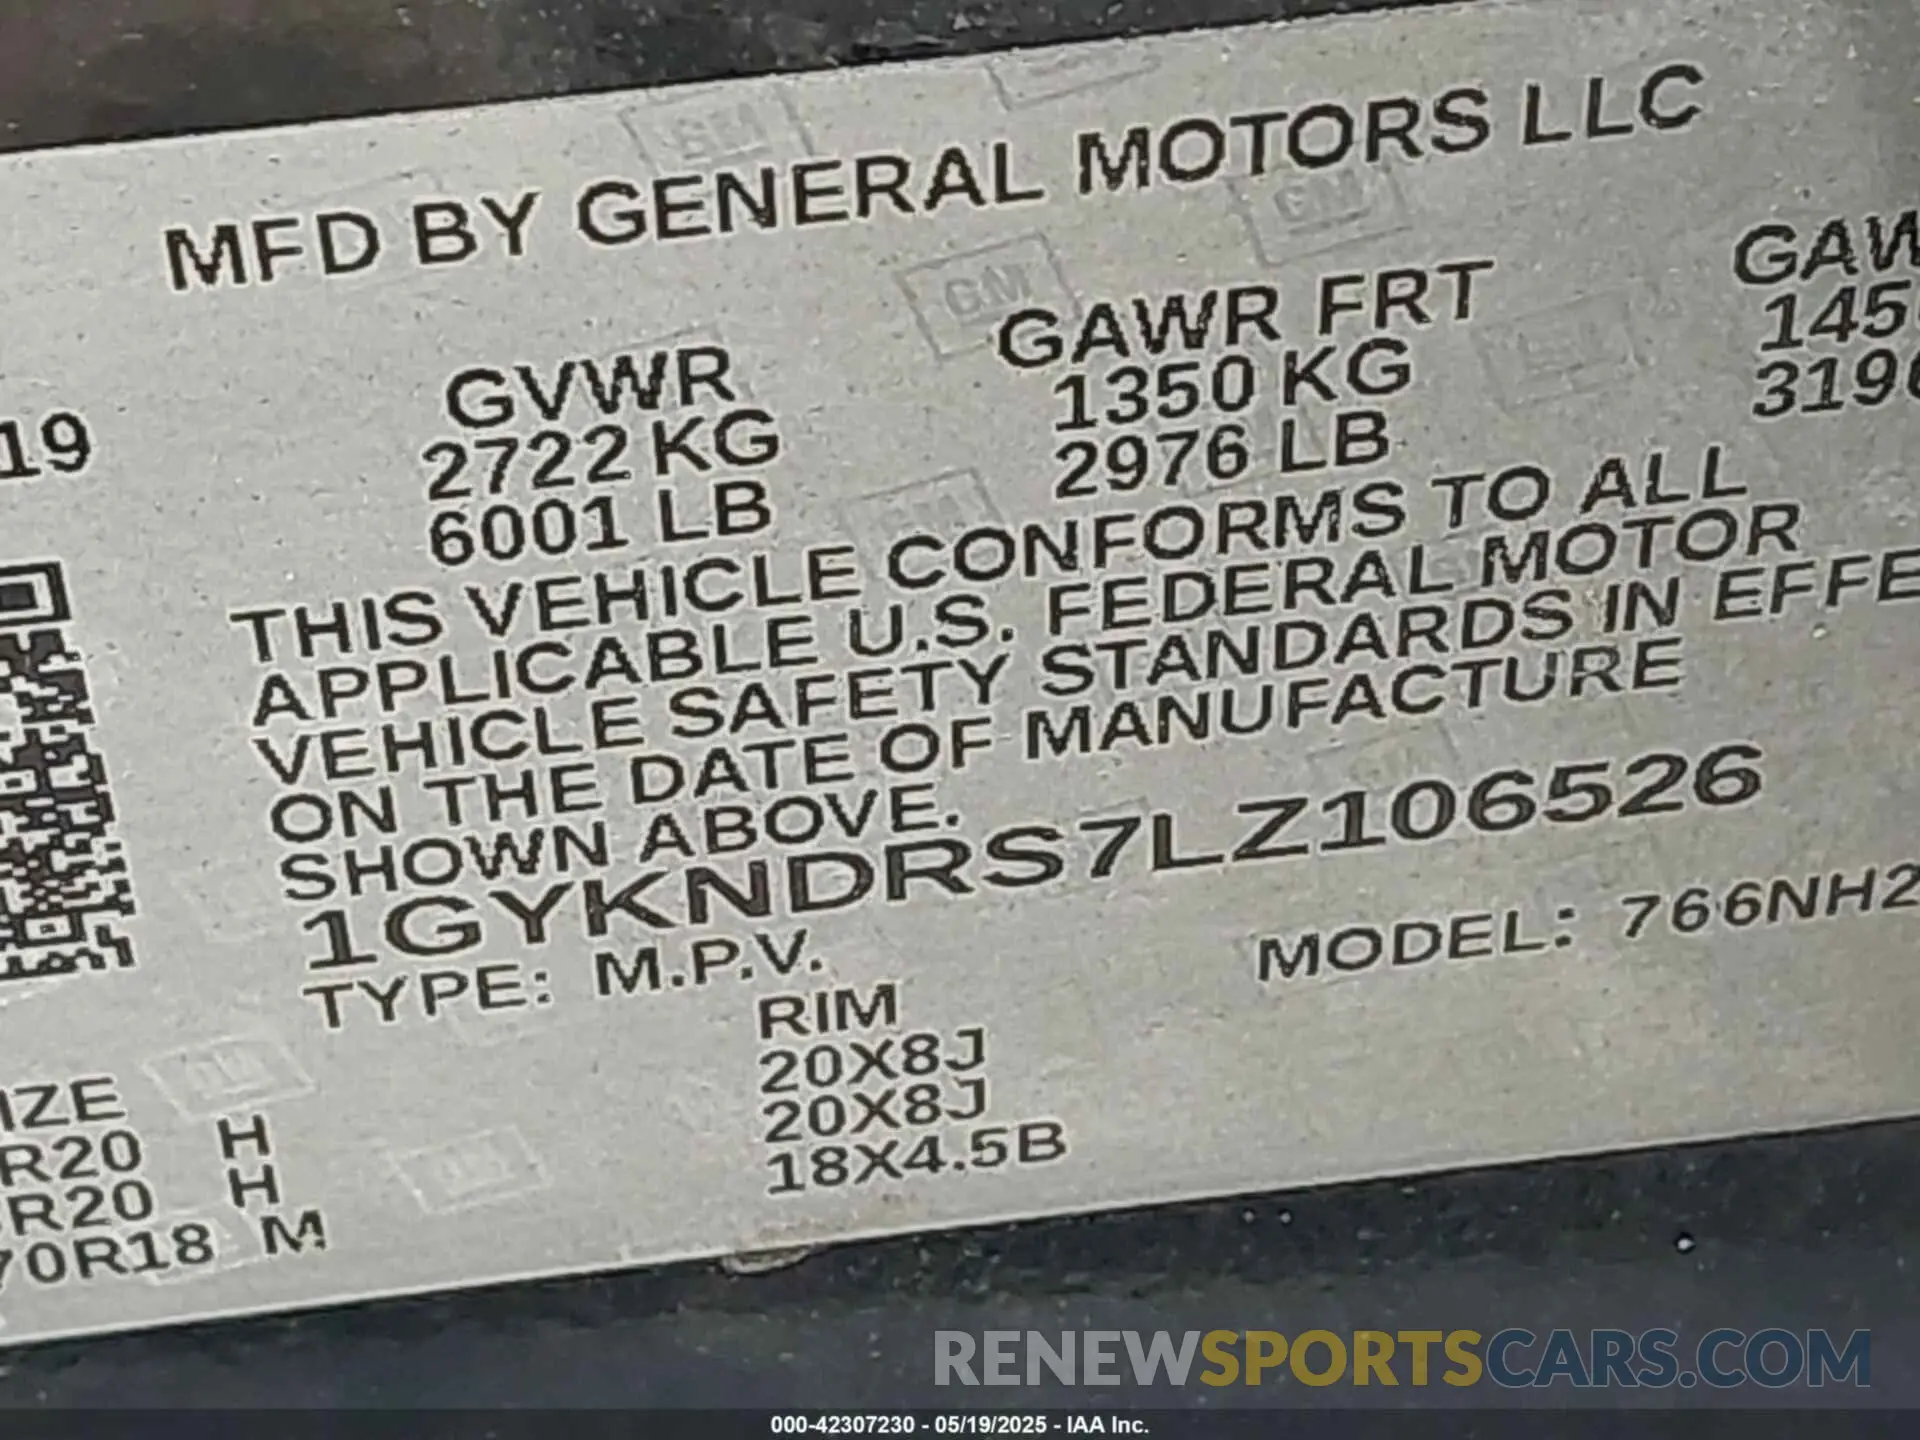 MFD BY GENERAL MOTORS LLC
19 GVWR GAWR FRT
2722 KG 1350 KG
6001 LB 2976 LB
THIS VEHICLE CONFORMS TO ALL
APPLICABLE U.S. FEDERAL MOTOR
VEHICLE SAFETY STANDARDS IN EFFE
ON THE DATE OF MANUFACTURE
SHOWN ABOVE.
1GYKNDRS7LZ106526
TYPE: M.P.V. MODEL: 766NH2
IZE RIM
R20 H 20X8J
R20 H 20X8J
70R18 M 18X4.5B
RENEWSPORTSCARS.COM
000-42307230 - 05/19/2025 - IAA Inc.